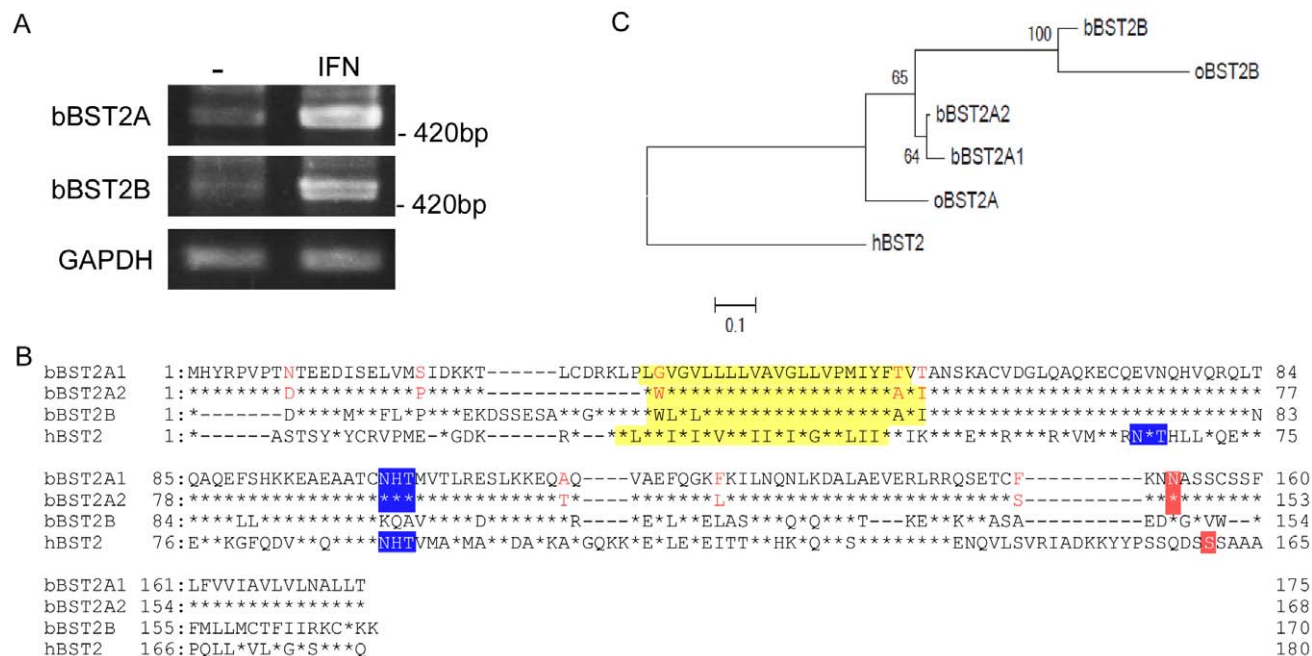 A
- IFN
bBST2A
- 420bp
bBST2B
- 420bp
GAPDH
C
100
bBST2B
oBST2B
65
bBST2A2
64
bBST2A1
oBST2A
hBST2
0.1
B
bBST2A1 1:MHYRPVPTNTEEDISELVMSIDKKT------LCDRKLPLGVGVLLLLVAVGLLVPMIYFTVTANSKACVDGLQAQKECQEVNQHVQRQLT 84
bBST2A2 1:********D**********P****-------*******W******************A*I************************** 77
bBST2B 1:*------D****M**FL*P****EKDSSESA**G*****WL*L****************A*I*************************N 83
hBST2 1:*------ASTSY*YCRVPME*GDK----R*----*L**I*I*V**II*I*G**LII**IK***E**R***R*VM**RN*THLL*QE** 75
bBST2A1 85:QAQEFSHKKEAEAATCNHTMVTLRESLKKEQAQ---VAEFQGKFKILNQNLKDALAEVERLRRQSETCF----------KNNASSCSSF 160
bBST2A2 78:*******************************T*---*******L************************S----------********** 153
bBST2B 84:****LL**********KQAV****D******R---*E*L**ELAS***Q*Q***T---KE**K**ASA----------ED*G*VW--* 154
hBST2 76:E**KGFQDV**Q****NHTVMA*MA**DA*KA*GQKK*E*LE*EITT**HK*Q**S*********ENQVLSVRIADKKYYPSSQDSSSAAA 165
bBST2A1 161:LFVVIAVLVLNALLT 175
bBST2A2 154:*************** 168
bBST2B 155:FMLLMCTFIIRKC*KK 170
hBST2 166:PQLL*VL*G*S***Q 180